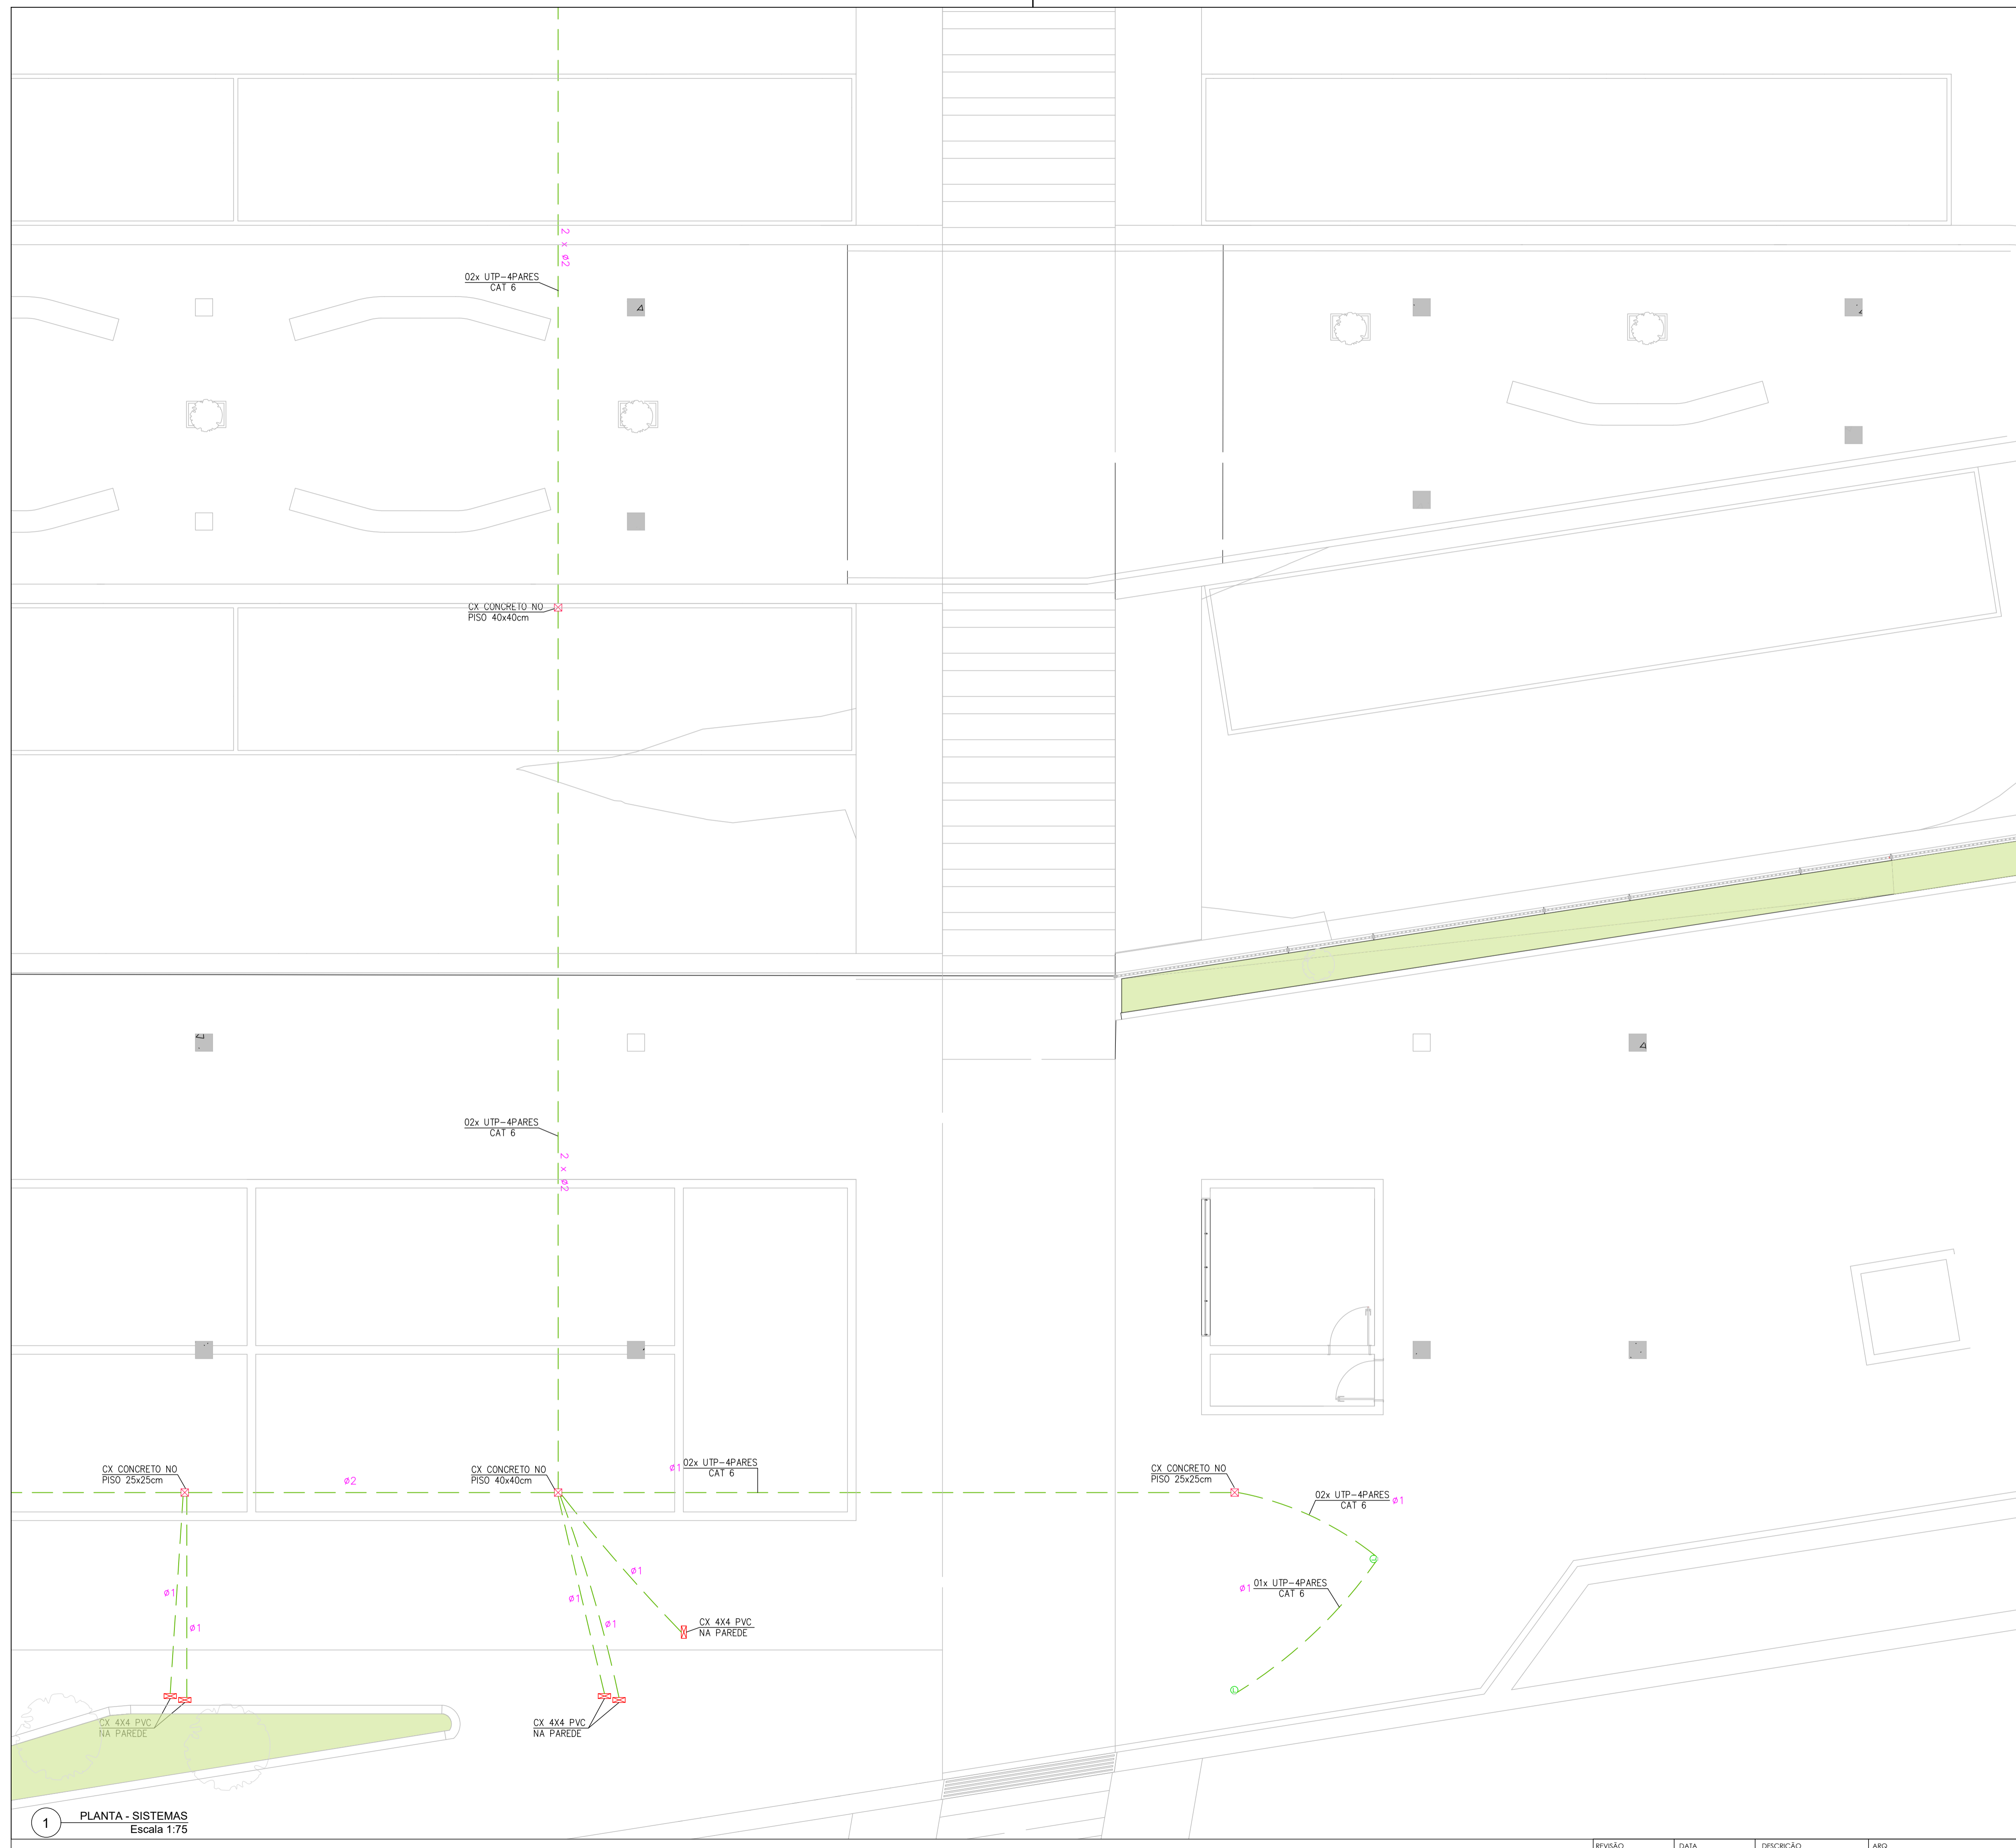 2 x ø2
02x UTP-4PARES
CAT 6
CX CONCRETO NO
PISO 40x40cm
02x UTP-4PARES
CAT 6
2 x ø2
CX CONCRETO NO
PISO 25x25cm
ø2
CX CONCRETO NO
PISO 40x40cm
ø1
02x UTP-4PARES
CAT 6
CX CONCRETO NO
PISO 25x25cm
02x UTP-4PARES
CAT 6
ø1
ø1
ø1
ø1
ø1
ø1
ø1
01x UTP-4PARES
CAT 6
CX 4X4 PVC
NA PAREDE
CX 4X4 PVC
NA PAREDE
CX 4X4 PVC
NA PAREDE
1
PLANTA - SISTEMAS
Escala 1:75
REVISÃO
DATA
DESCRIÇÃO
ARQ